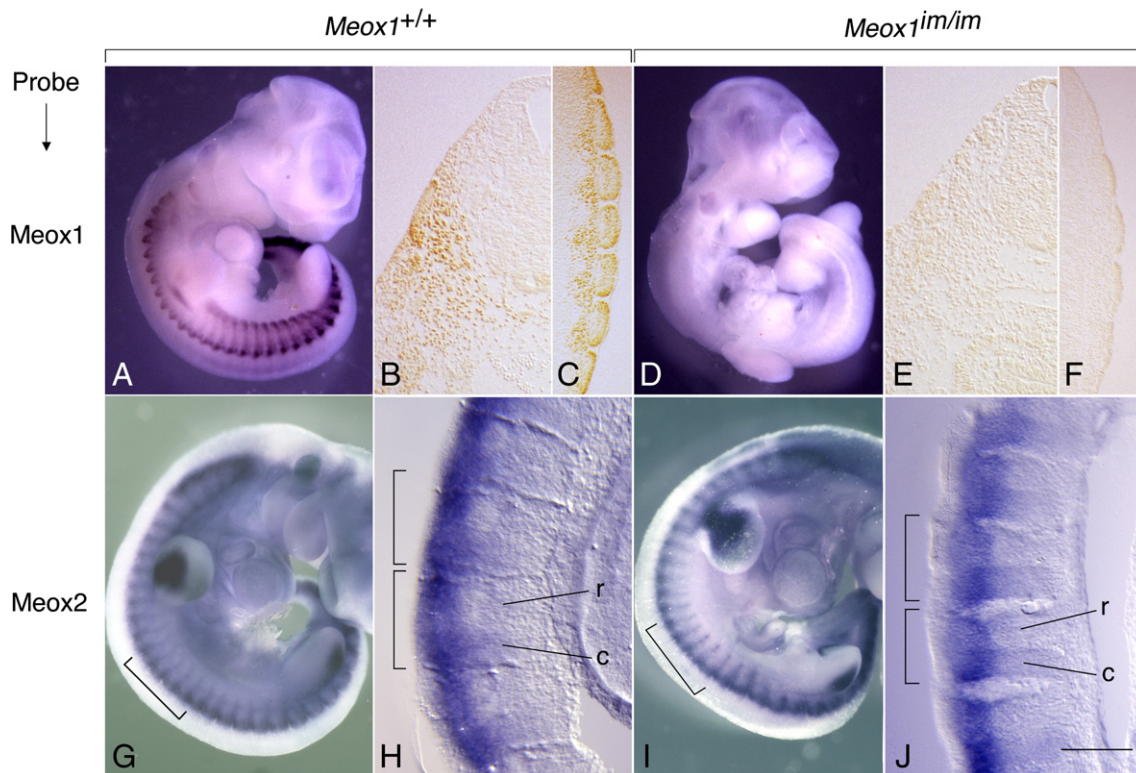 Meox1+/+ Meox1im/im
Probe
Meox1
A B C D E F
Meox2
r
c
r
c
G H I J